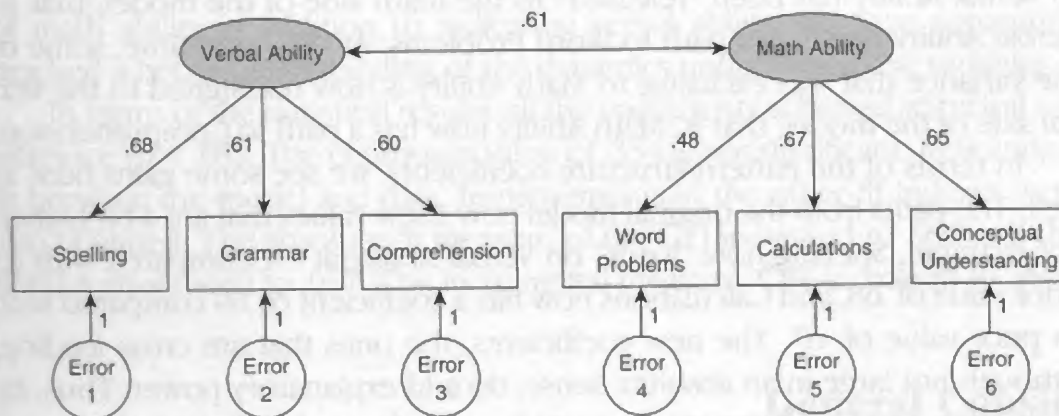 .61
Verbal Ability
Math Ability
.68
.61
.60
.48
.67
.65
Spelling
Grammar
Comprehension
Word
Problems
Calculations
Conceptual
Understanding
1
1
1
1
1
1
Error
1
Error
2
Error
3
Error
4
Error
5
Error
6